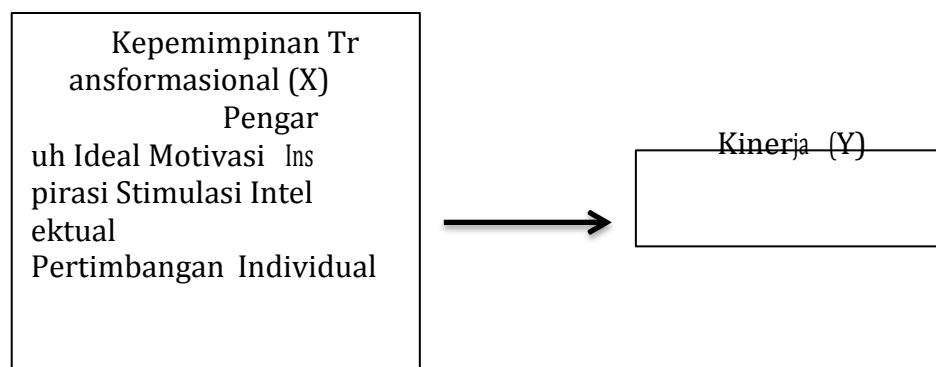 Kepemimpinan Tr
ansformasional (X)
Pengar
uh Ideal Motivasi Ins
pirasi Stimulasi Intel
ektual
Pertimbangan Individual
Kinerja (Y)